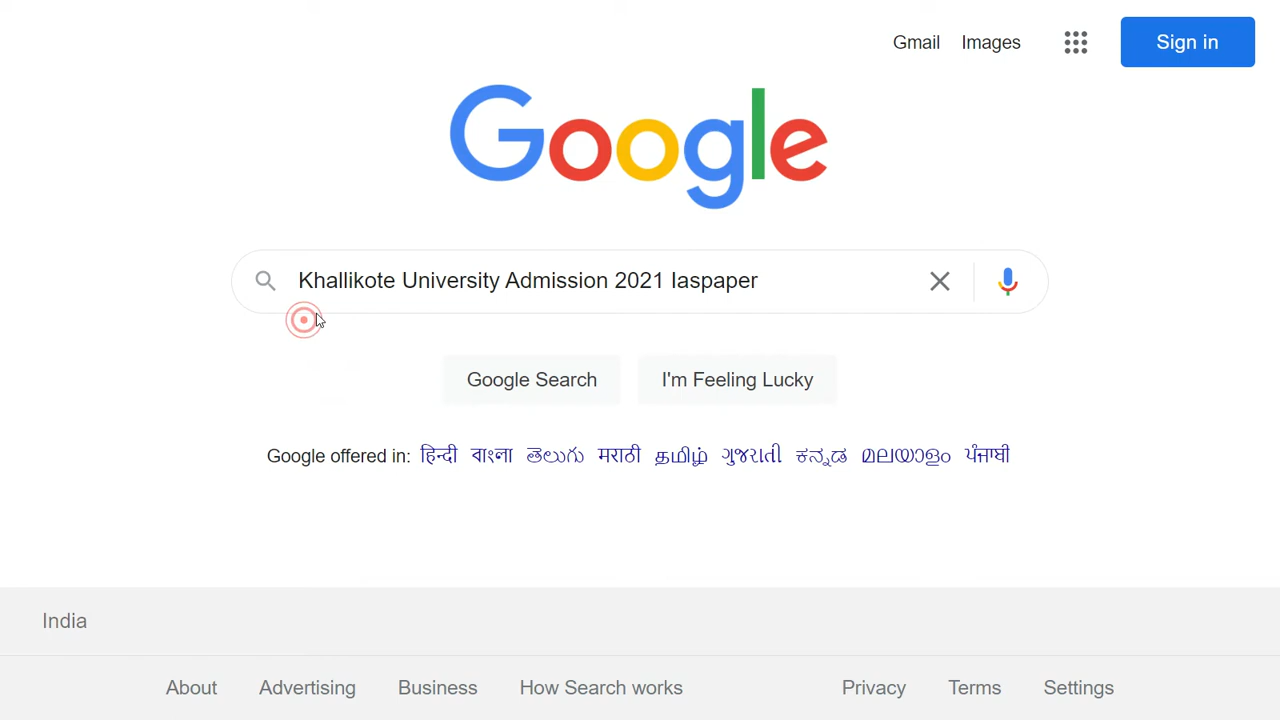 Gmail Images Sign in
Google
Khallikote University Admission 2021 Iaspaper
Google Search I'm Feeling Lucky
Google offered in: हिन्दी বাংলা తెలుగు मराठी தமிழ் ગુજરાતી ಕನ್ನಡ മലയാളം ਪੰਜਾਬੀ
India
About Advertising Business How Search works Privacy Terms Settings